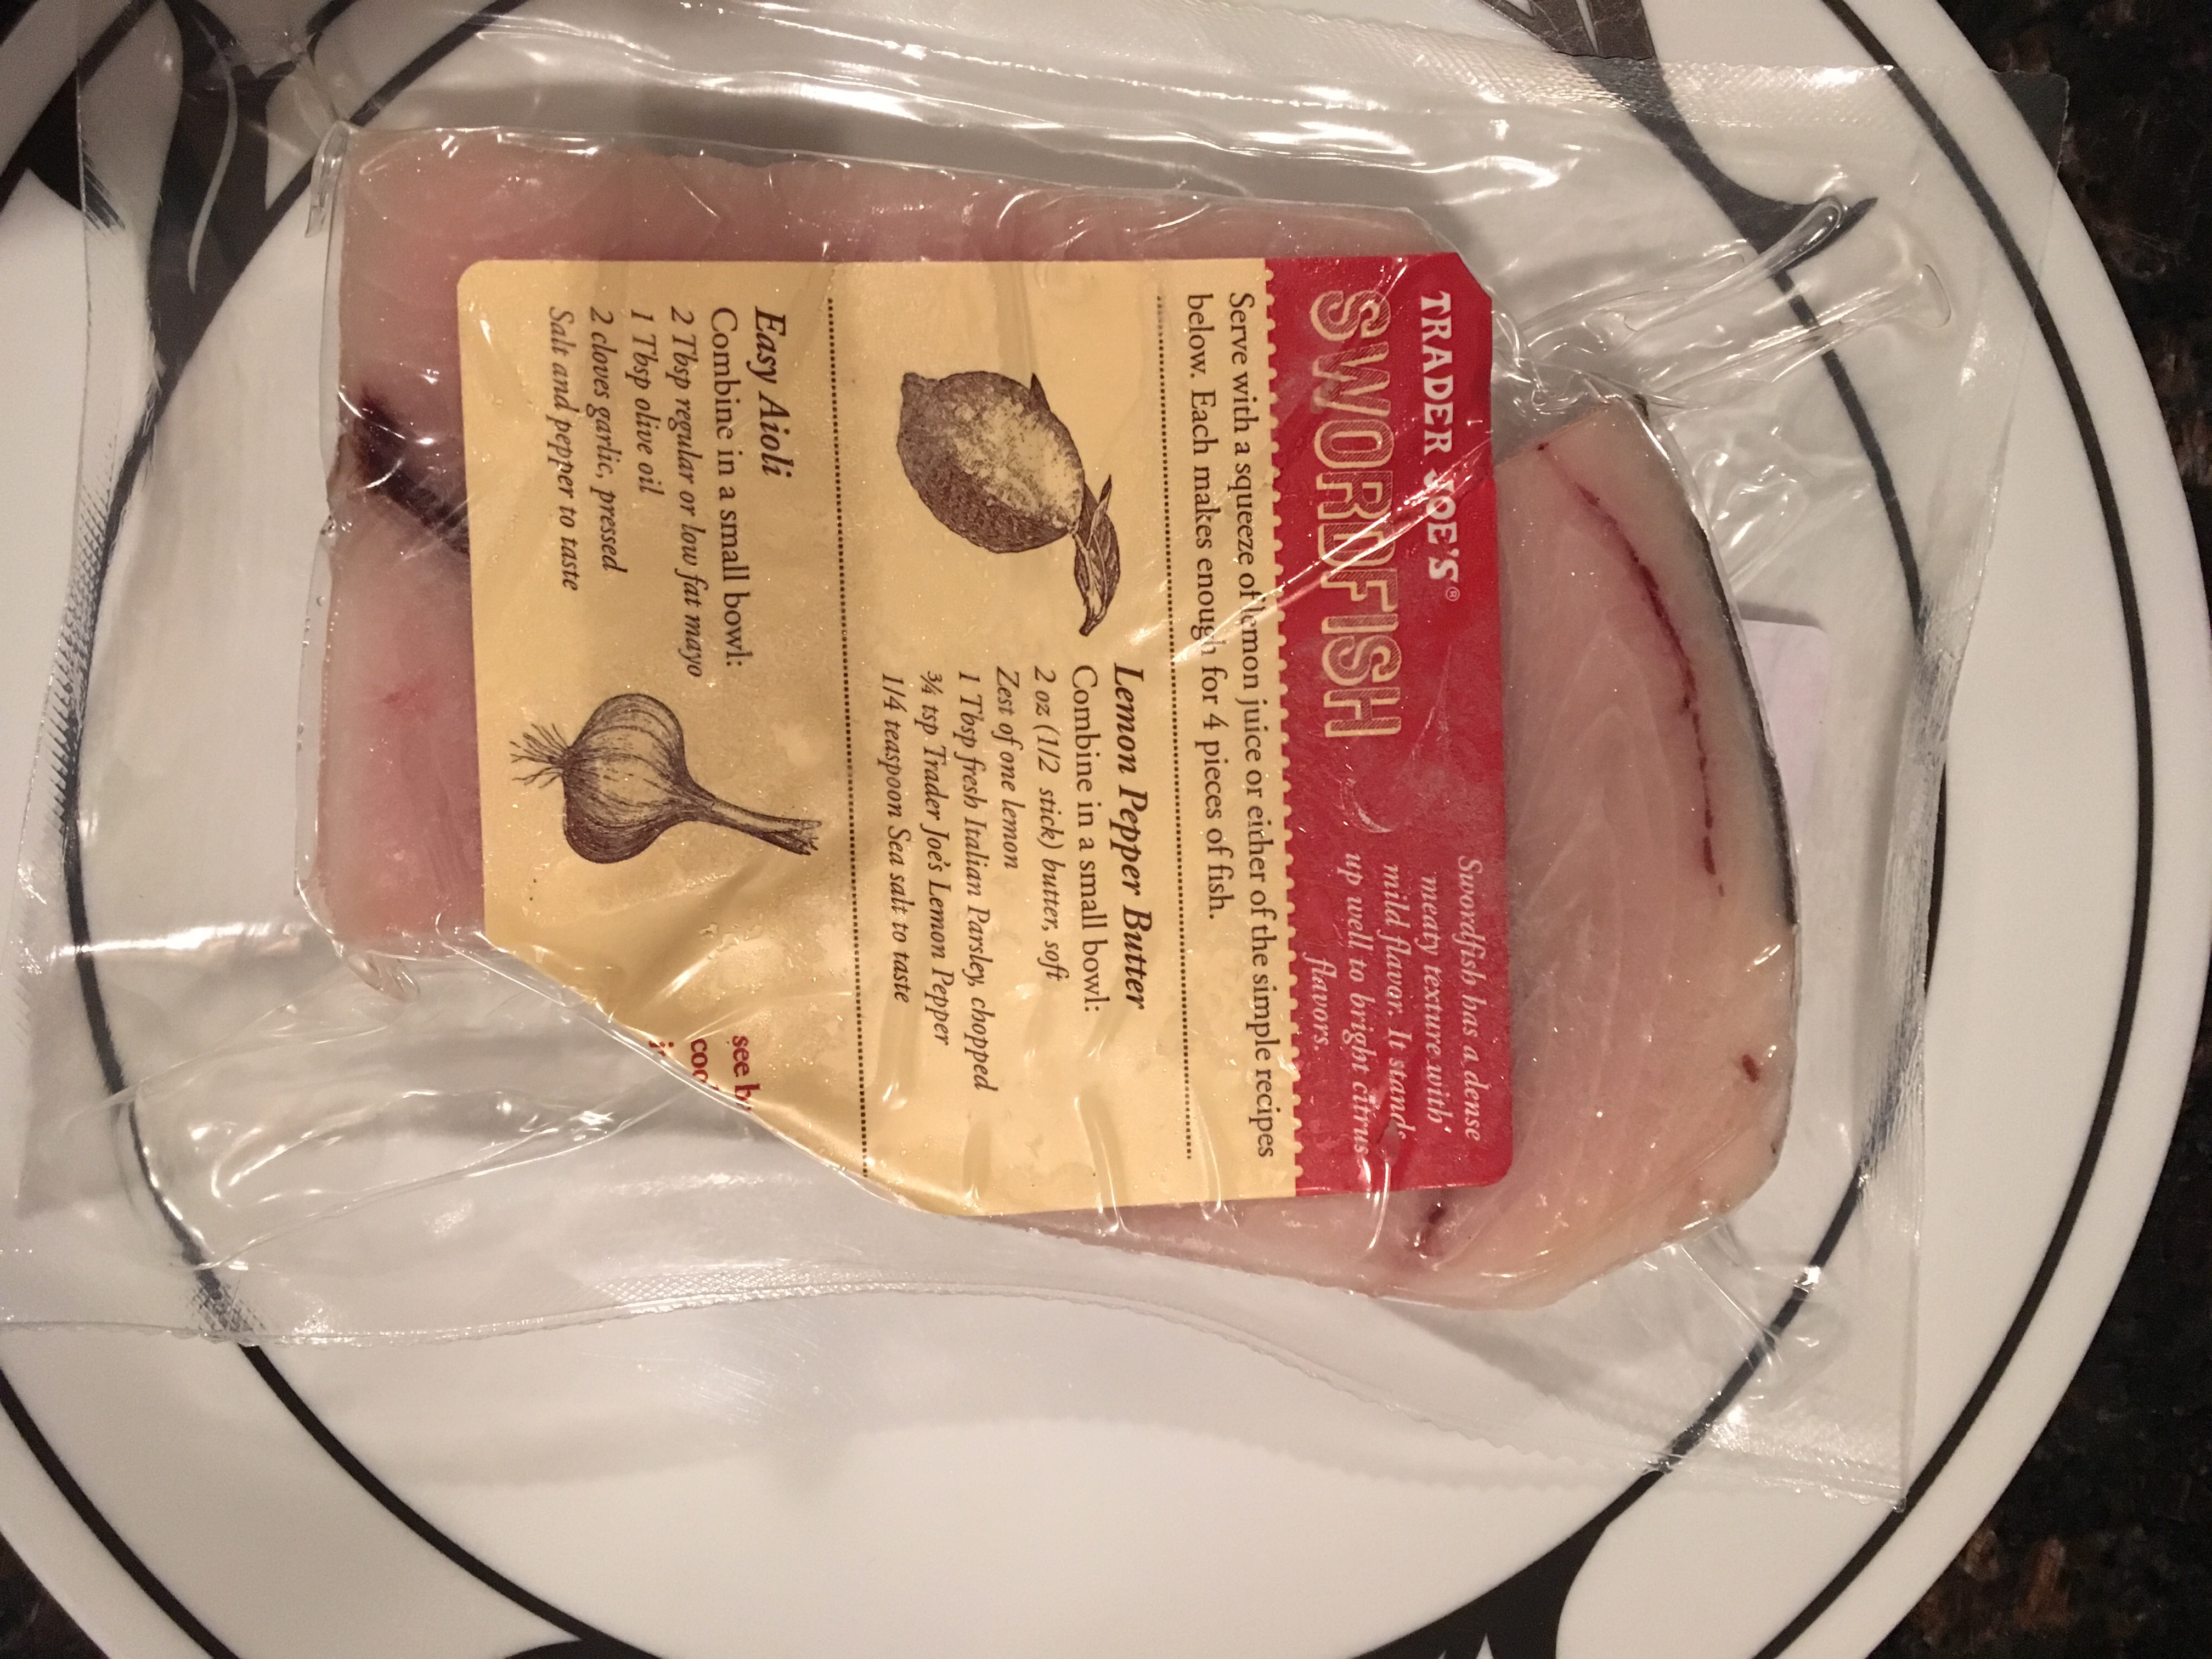 TRADER JOE'S®
SWORDFISH
Swordfish has a dense
meaty texture with
mild flavor. It stands
up well to bright citrus
flavors.
Serve with a squeeze of lemon juice or either of the simple recipes
below. Each makes enough for 4 pieces of fish.
Lemon Pepper Butter
Combine in a small bowl:
2 oz (1/2 stick) butter, soft
Zest of one lemon
1 Tbsp fresh Italian Parsley, chopped
¾ tsp Trader Joe's Lemon Pepper
1/4 teaspoon Sea salt to taste
Easy Aioli
Combine in a small bowl:
2 Tbsp regular or low fat mayo
1 Tbsp olive oil
2 cloves garlic, pressed
Salt and pepper to taste
see